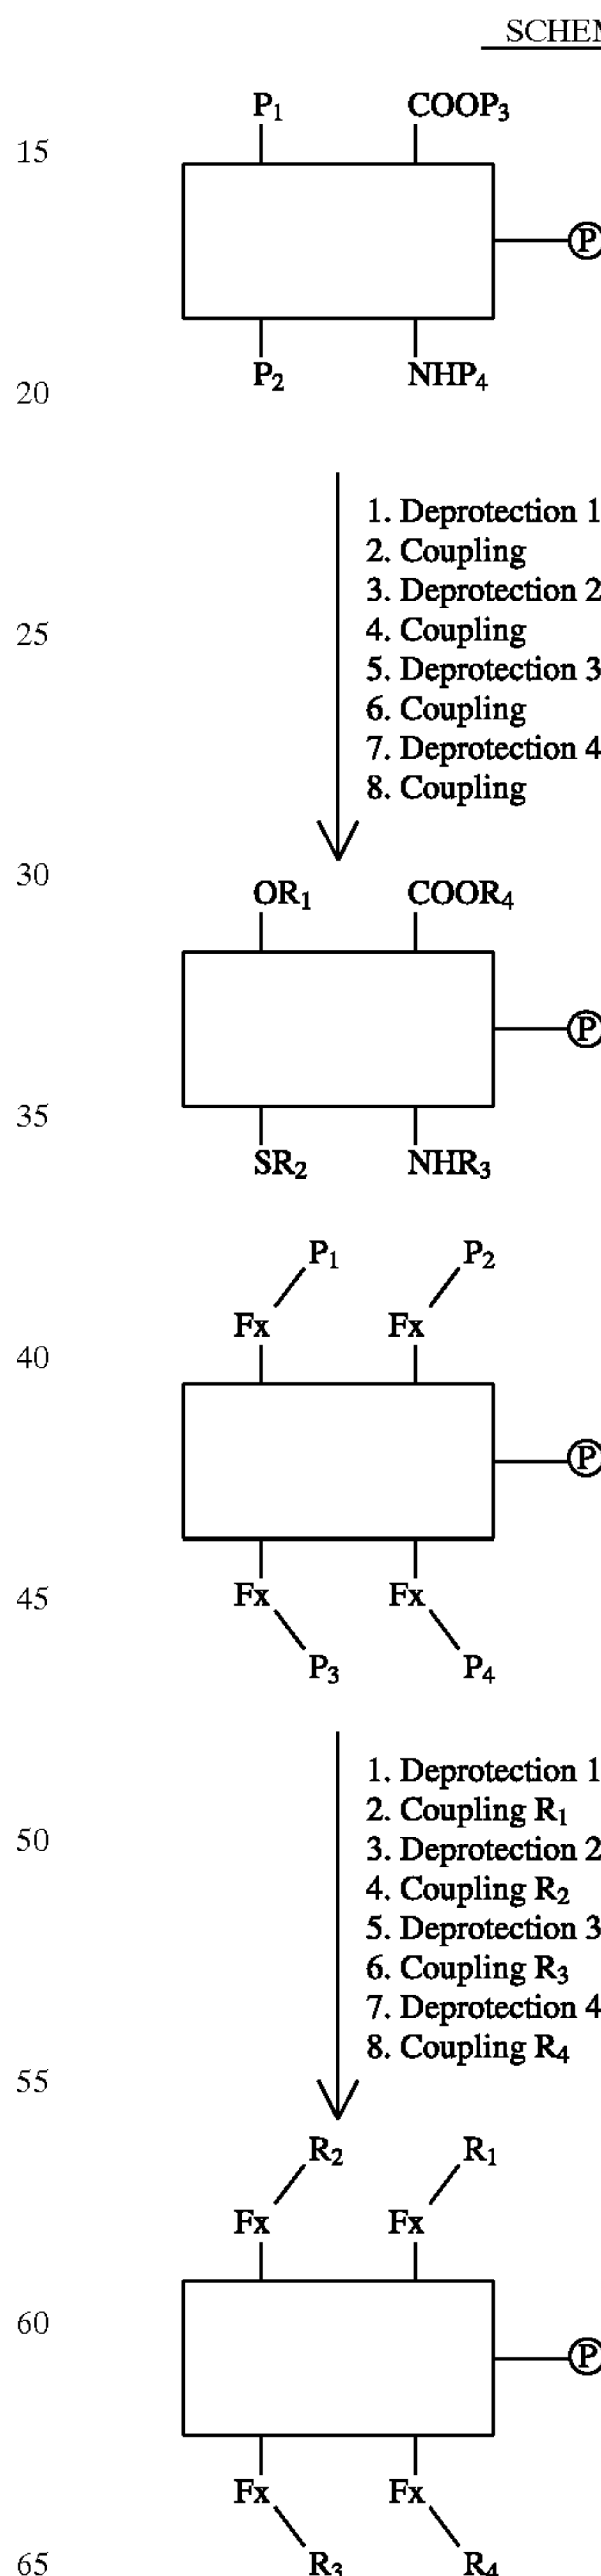 SCHEM
P₁ COOP₃
15
P
P₂ NHP₄
20
1. Deprotection 1
2. Coupling
3. Deprotection 2
4. Coupling
25
5. Deprotection 3
6. Coupling
7. Deprotection 4
8. Coupling
30
OR₁ COOR₄
P
35
SR₂ NHR₃
P₁ P₂
Fx Fx
40
P
45
Fx Fx
P₃ P₄
1. Deprotection 1
2. Coupling R₁
50
3. Deprotection 2
4. Coupling R₂
5. Deprotection 3
6. Coupling R₃
7. Deprotection 4
8. Coupling R₄
55
R₂ R₁
Fx Fx
60
P
Fx Fx
65 R₃ R₄